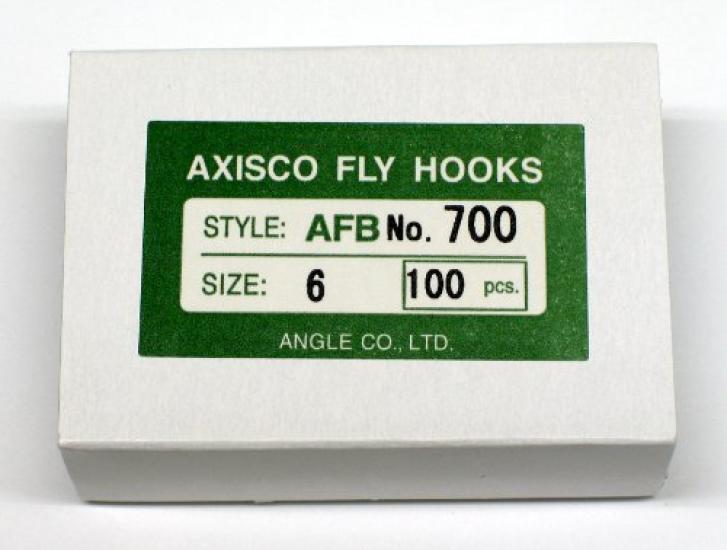 AXISCO FLY HOOKS
STYLE: AFB No. 700
SIZE: 6 100 pcs.
ANGLE CO., LTD.